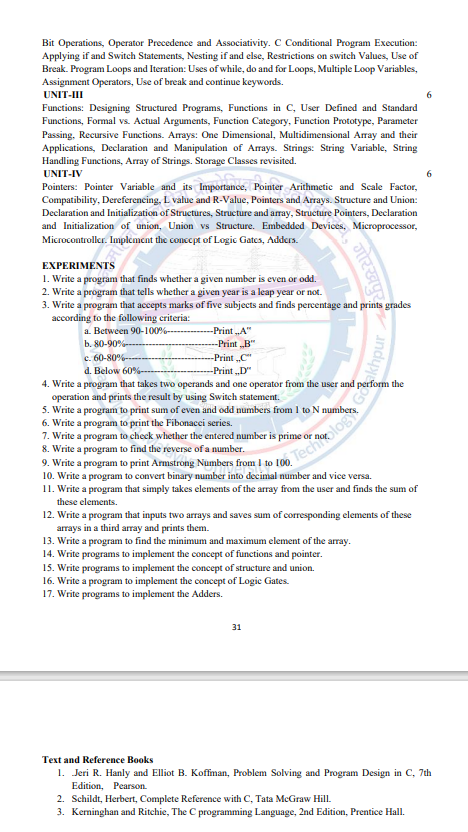 Bit Operations, Operator Precedence and Associativity. C Conditional Program Execution:
Applying if and Switch Statements, Nesting if and else, Restrictions on switch Values, Use of
Break. Program Loops and Iteration: Uses of while, do and for Loops, Multiple Loop Variables,
Assignment Operators, Use of break and continue keywords.
UNIT-III 6
Functions: Designing Structured Programs, Functions in C, User Defined and Standard
Functions, Formal vs. Actual Arguments, Function Category, Function Prototype, Parameter
Passing, Recursive Functions. Arrays: One Dimensional, Multidimensional Array and their
Applications, Declaration and Manipulation of Arrays. Strings: String Variable, String
Handling Functions, Array of Strings. Storage Classes revisited.
UNIT-IV 6
Pointers: Pointer Variable and its Importance, Pointer Arithmetic and Scale Factor,
Compatibility, Dereferencing, L value and R-Value, Pointers and Arrays. Structure and Union:
Declaration and Initialization of Structures, Structure and array, Structure Pointers, Declaration
and Initialization of union, Union vs Structure. Embedded Devices, Microprocessor,
Microcontroller. Implement the concept of Logic Gates, Adders.
EXPERIMENTS
1. Write a program that finds whether a given number is even or odd.
2. Write a program that tells whether a given year is a leap year or not.
3. Write a program that accepts marks of five subjects and finds percentage and prints grades
according to the following criteria:
a. Between 90-100%---------------Print „A"
b. 80-90%------------------------------Print „B"
c. 60-80%-----------------------------Print „C"
d. Below 60%------------------------Print „D"
4. Write a program that takes two operands and one operator from the user and perform the
operation and prints the result by using Switch statement.
5. Write a program to print sum of even and odd numbers from 1 to N numbers.
6. Write a program to print the Fibonacci series.
7. Write a program to check whether the entered number is prime or not.
8. Write a program to find the reverse of a number.
9. Write a program to print Armstrong Numbers from 1 to 100.
10. Write a program to convert binary number into decimal number and vice versa.
11. Write a program that simply takes elements of the array from the user and finds the sum of
these elements.
12. Write a program that inputs two arrays and saves sum of corresponding elements of these
arrays in a third array and prints them.
13. Write a program to find the minimum and maximum element of the array.
14. Write programs to implement the concept of functions and pointer.
15. Write programs to implement the concept of structure and union.
16. Write a program to implement the concept of Logic Gates.
17. Write programs to implement the Adders.
31
Text and Reference Books
1. .Jeri R. Hanly and Elliot B. Koffman, Problem Solving and Program Design in C, 7th
Edition, Pearson.
2. Schildt, Herbert, Complete Reference with C, Tata McGraw Hill.
3. Kerninghan and Ritchie, The C programming Language, 2nd Edition, Prentice Hall.